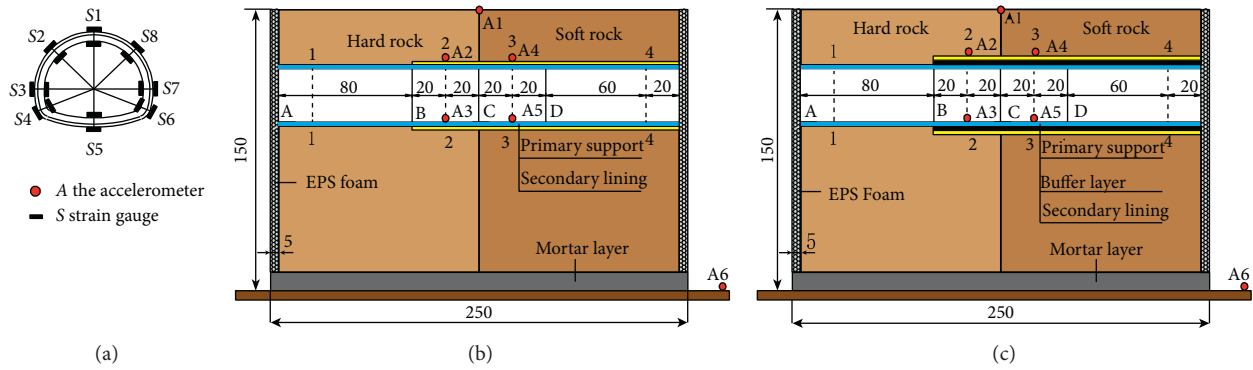 S1
S2
S8
S3
S7
S4
S6
S5
A the accelerometer
S strain gauge
(a)
A1
Hard rock
Soft rock
1
2
A2
3
A4
4
80
20
20
20
20
60
20
A
B
A3
C
A5
D
1
2
3
4
Primary support
Secondary lining
EPS foam
150
5
Mortar layer
A6
250
(b)
A1
Hard rock
Soft rock
1
2
A2
3
A4
4
80
20
20
20
20
60
20
A
B
A3
C
A5
D
1
2
3
4
Primary support
Buffer layer
Secondary lining
EPS Foam
150
5
Mortar layer
A6
250
(c)